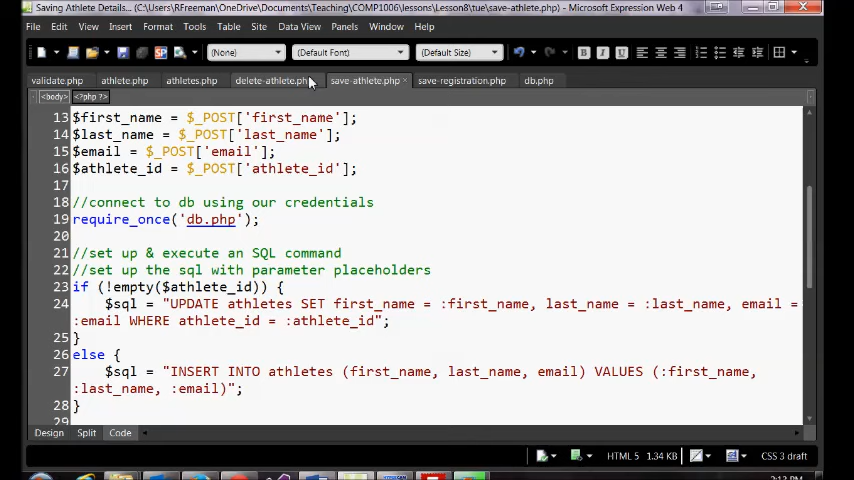 Saving Athlete Details... (C:\Users\RFreeman\OneDrive\Documents\Teaching\COMP1006\lessons\Lesson8\tue\save-athlete.php) - Microsoft Expression Web 4
File Edit View Insert Format Tools Table Site Data View Panels Window Help
(None) (Default Font) (Default Size)
validate.php athlete.php athletes.php delete-athlete.php save-athlete.php save-registration.php db.php
<body> <?php ?>
13 $first_name = $_POST['first_name'];
14 $last_name = $_POST['last_name'];
15 $email = $_POST['email'];
16 $athlete_id = $_POST['athlete_id'];
17
18 //connect to db using our credentials
19 require_once('db.php');
20
21 //set up & execute an SQL command
22 //set up the sql with parameter placeholders
23 if (!empty($athlete_id)) {
24 $sql = "UPDATE athletes SET first_name = :first_name, last_name = :last_name, email =
:email WHERE athlete_id = :athlete_id";
25 }
26 else {
27 $sql = "INSERT INTO athletes (first_name, last_name, email) VALUES (:first_name,
:last_name, :email)";
28 }
29
Design Split Code
HTML 5 1.34 KB CSS 3 draft
2:13 PM